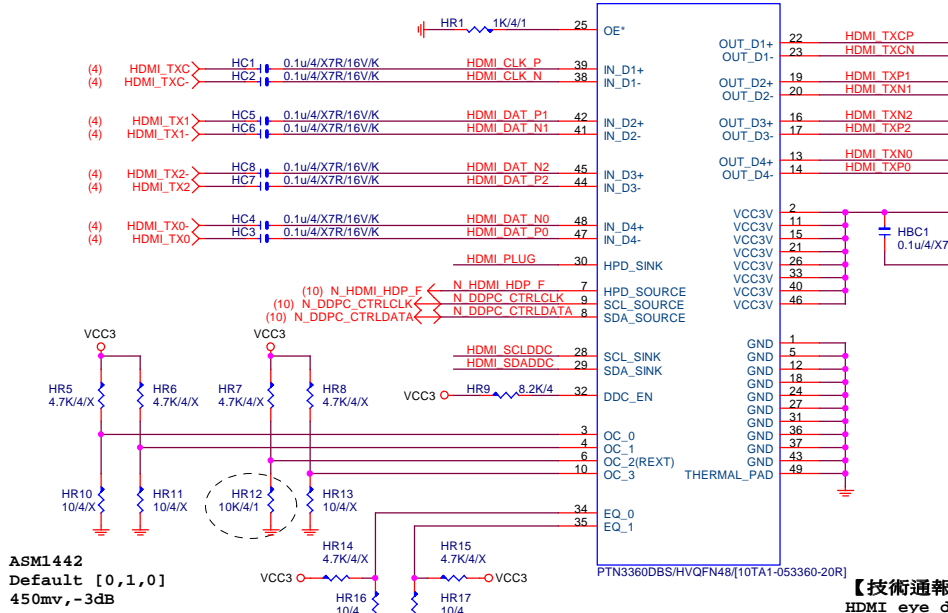 HR1 1K/4/1 25 OE*
OUT_D1+ 22 HDMI_TXCP
OUT_D1- 23 HDMI_TXCN
(4) HDMI_TXC HC1 0.1u/4/X7R/16V/K HDMI_CLK_P 39 IN_D1+
(4) HDMI_TXC- HC2 0.1u/4/X7R/16V/K HDMI_CLK_N 38 IN_D1-
OUT_D2+ 19 HDMI_TXP1
OUT_D2- 20 HDMI_TXN1
(4) HDMI_TX1 HC5 0.1u/4/X7R/16V/K HDMI_DAT_P1 42 IN_D2+
(4) HDMI_TX1- HC6 0.1u/4/X7R/16V/K HDMI_DAT_N1 41 IN_D2-
OUT_D3+ 16 HDMI_TXN2
OUT_D3- 17 HDMI_TXP2
(4) HDMI_TX2- HC8 0.1u/4/X7R/16V/K HDMI_DAT_N2 45 IN_D3+
(4) HDMI_TX2 HC7 0.1u/4/X7R/16V/K HDMI_DAT_P2 44 IN_D3-
OUT_D4+ 13 HDMI_TXN0
OUT_D4- 14 HDMI_TXP0
(4) HDMI_TX0- HC4 0.1u/4/X7R/16V/K HDMI_DAT_N0 48 IN_D4+
(4) HDMI_TX0 HC3 0.1u/4/X7R/16V/K HDMI_DAT_P0 47 IN_D4-
VCC3V 2
VCC3V 11
VCC3V 15
VCC3V 21
VCC3V 26
VCC3V 33
VCC3V 40
VCC3V 46
HBC1
0.1u/4/X7
HDMI_PLUG 30 HPD_SINK
(10) N_HDMI_HDP_F N_HDMI_HDP_F 7 HPD_SOURCE
(10) N_DDPC_CTRLCLK N_DDPC_CTRLCLK 9 SCL_SOURCE
(10) N_DDPC_CTRLDATA N_DDPC_CTRLDATA 8 SDA_SOURCE
HDMI_SCLDDC 28 SCL_SINK
HDMI_SDADDC 29 SDA_SINK
VCC3 HR9 8.2K/4 32 DDC_EN
GND 1
GND 5
GND 12
GND 18
GND 24
GND 27
GND 31
GND 36
GND 37
GND 43
THERMAL_PAD 49
VCC3 VCC3
HR5 HR6 HR7 HR8
4.7K/4/X 4.7K/4/X 4.7K/4/X 4.7K/4/X
3 OC_0
4 OC_1
6 OC_2(REXT)
10 OC_3
HR10 HR11 HR12 HR13
10/4/X 10/4/X 10K/4/1 10/4/X
34 EQ_0
35 EQ_1
HR14 HR15
4.7K/4/X 4.7K/4/X
VCC3 VCC3
HR16 HR17
10/4 10/4
PTN3360DBS/HVQFN48/[10TA1-053360-20R]
ASM1442
Default [0,1,0]
450mv,-3dB
【技術通報
HDMI eye d